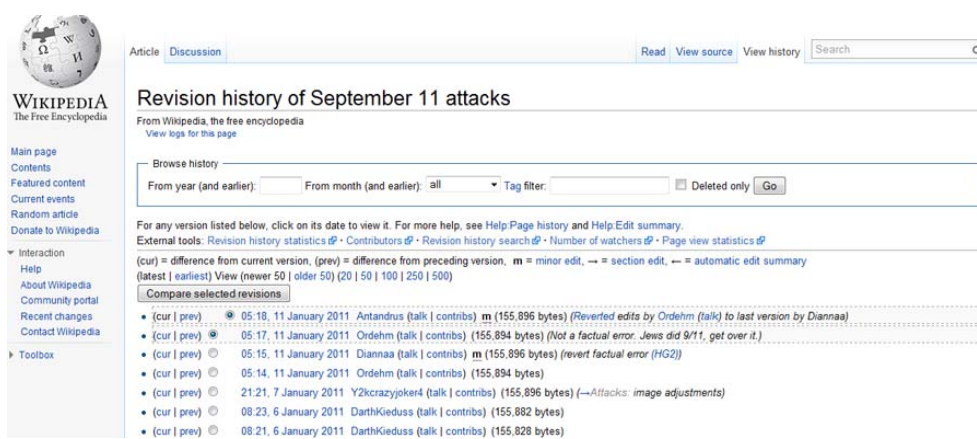 Article Discussion Read View source View history Search
WIKIPEDIA
The Free Encyclopedia
Revision history of September 11 attacks
From Wikipedia, the free encyclopedia
View logs for this page
Main page
Contents
Featured content
Current events
Random article
Donate to Wikipedia
Interaction
Help
About Wikipedia
Community portal
Recent changes
Contact Wikipedia
Toolbox
Browse history
From year (and earlier): From month (and earlier): all Tag filter: Deleted only Go
For any version listed below, click on its date to view it. For more help, see Help:Page history and Help:Edit summary.
External tools: Revision history statistics · Contributors · Revision history search · Number of watchers · Page view statistics
(cur) = difference from current version, (prev) = difference from preceding version, m = minor edit, → = section edit, ← = automatic edit summary
(latest | earliest) View (newer 50 | older 50) (20 | 50 | 100 | 250 | 500)
Compare selected revisions
• (cur | prev) 05:18, 11 January 2011 Antandrus (talk | contribs) m (155,896 bytes) (Reverted edits by Ordehm (talk) to last version by Diannaa)
• (cur | prev) 05:17, 11 January 2011 Ordehm (talk | contribs) (155,894 bytes) (Not a factual error. Jews did 9/11, get over it.)
• (cur | prev) 05:15, 11 January 2011 Diannaa (talk | contribs) m (155,896 bytes) (revert factual error (HG2))
• (cur | prev) 05:14, 11 January 2011 Ordehm (talk | contribs) (155,894 bytes)
• (cur | prev) 21:21, 7 January 2011 Y2kcrazyjoker4 (talk | contribs) (155,896 bytes) (→Attacks: image adjustments)
• (cur | prev) 08:23, 6 January 2011 DarthKieduss (talk | contribs) (155,882 bytes)
• (cur | prev) 08:21, 6 January 2011 DarthKieduss (talk | contribs) (155,828 bytes)